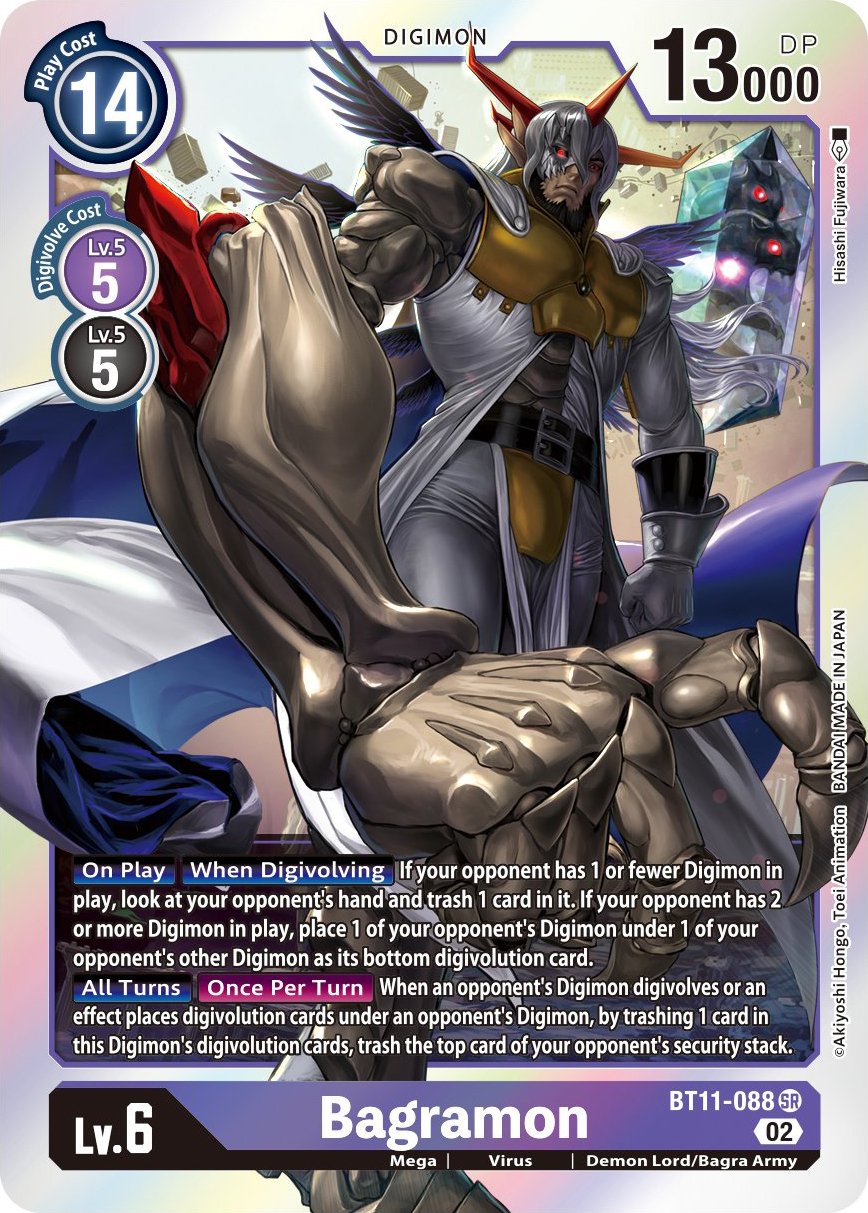 DIGIMON
Play Cost
14
13000
DP
Digivolve Cost
Lv.5
5
Lv.5
5
Hisashi Fujiwara
©Akiyoshi Hongo, Toei Animation BANDAI MADE IN JAPAN
On Play When Digivolving If your opponent has 1 or fewer Digimon in
play, look at your opponent's hand and trash 1 card in it. If your opponent has 2
or more Digimon in play, place 1 of your opponent's Digimon under 1 of your
opponent's other Digimon as its bottom digivolution card.
All Turns Once Per Turn When an opponent's Digimon digivolves or an
effect places digivolution cards under an opponent's Digimon, by trashing 1 card in
this Digimon's digivolution cards, trash the top card of your opponent's security stack.
Lv.6
Bagramon
BT11-088 SR
02
Mega | Virus | Demon Lord/Bagra Army